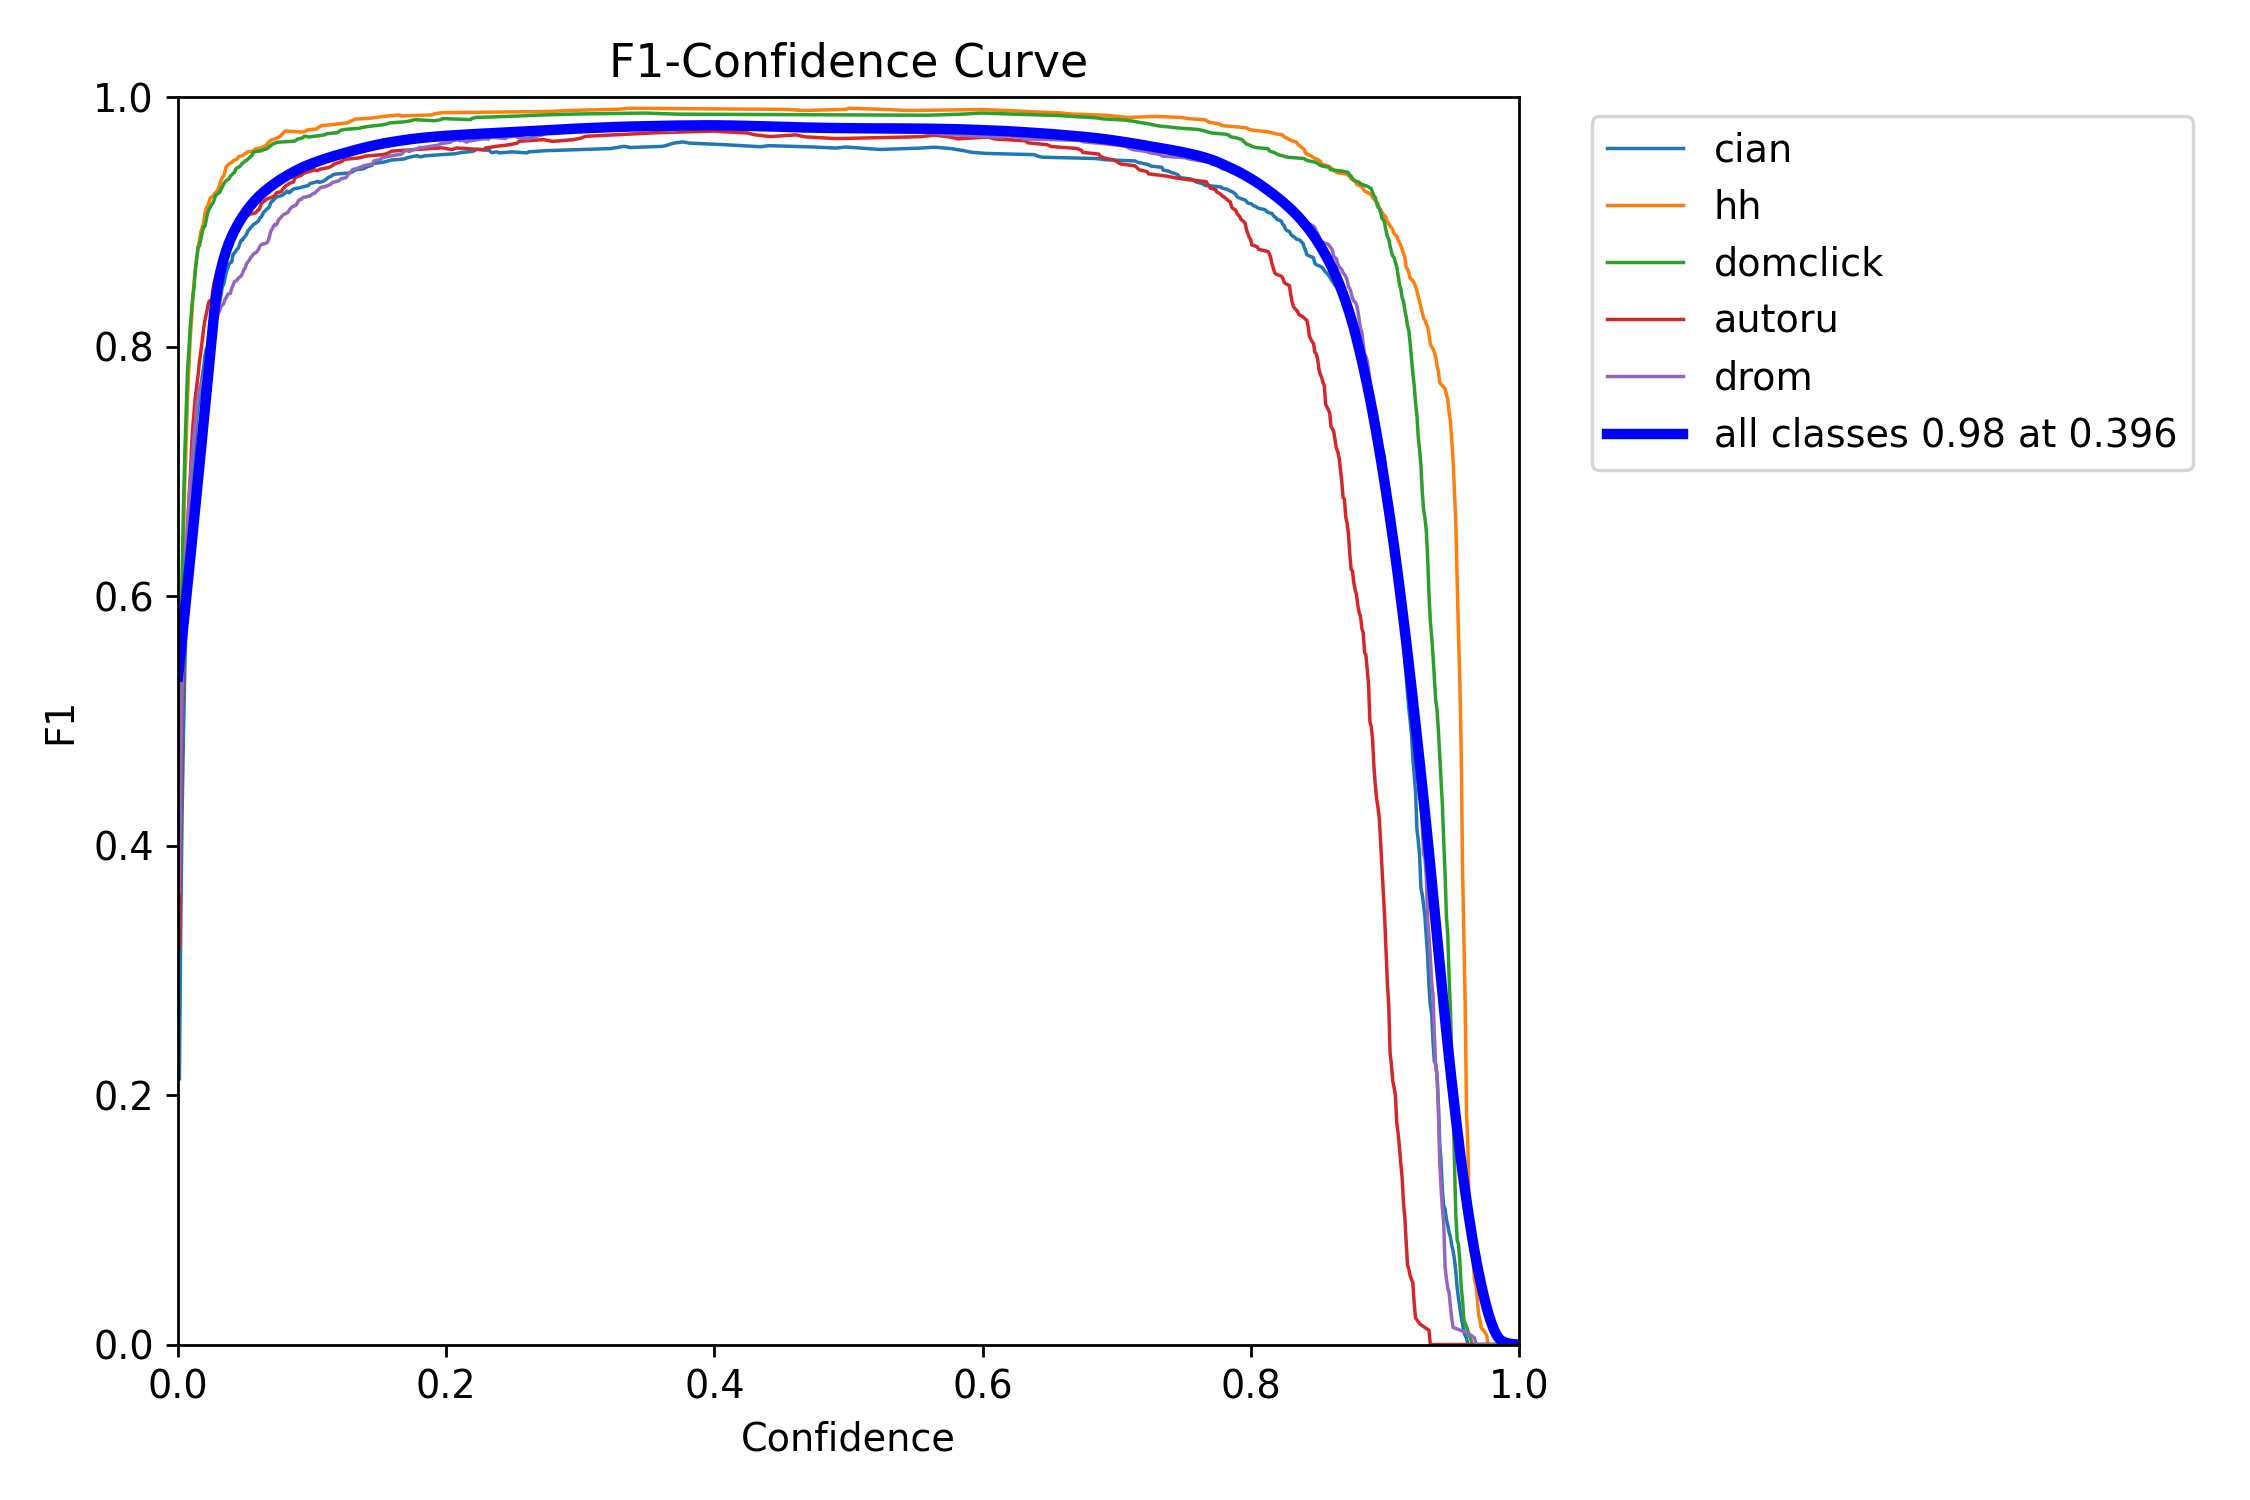 F1-Confidence Curve
1.0
0.8
0.6
0.4
0.2
0.0
F1
0.0 0.2 0.4 0.6 0.8 1.0
Confidence
cian
hh
domclick
autoru
drom
all classes 0.98 at 0.396